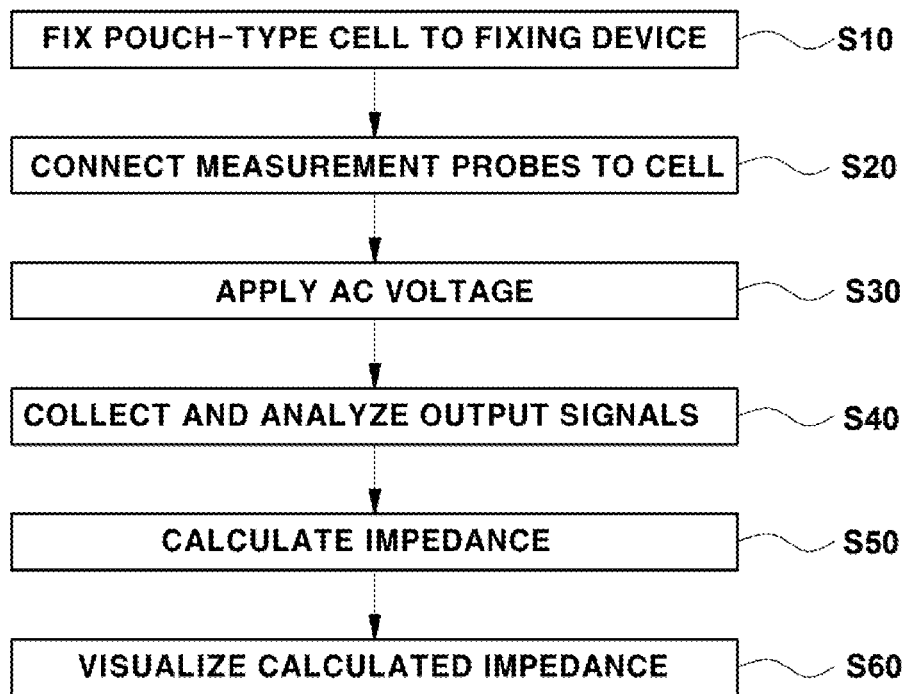 FIX POUCH-TYPE CELL TO FIXING DEVICE S10
CONNECT MEASUREMENT PROBES TO CELL S20
APPLY AC VOLTAGE S30
COLLECT AND ANALYZE OUTPUT SIGNALS S40
CALCULATE IMPEDANCE S50
VISUALIZE CALCULATED IMPEDANCE S60